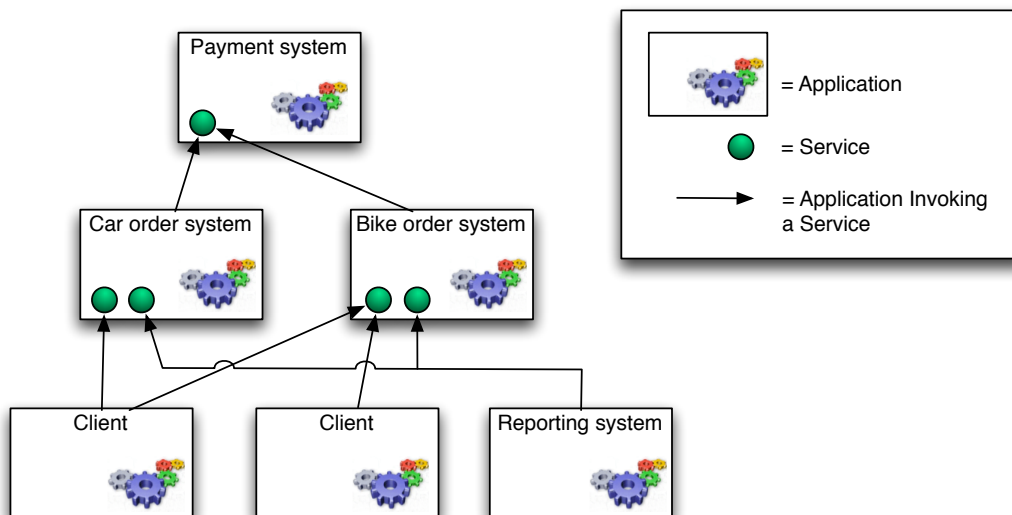 Payment system
= Application
= Service
= Application Invoking
a Service
Car order system
Bike order system
Client
Client
Reporting system